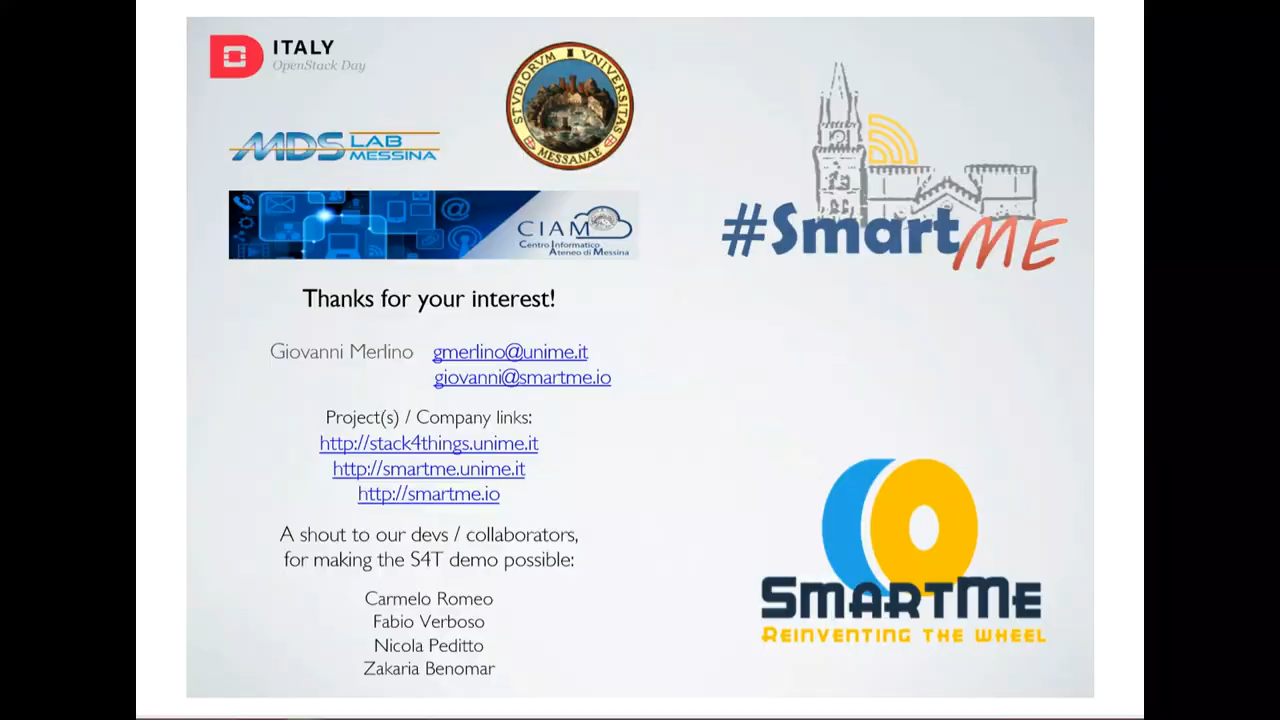 ITALY
OpenStack Day
STVDIORVM VNIVERSITAS
MESSANAE
MDS LAB
MESSINA
CIAM
Centro Informatico
Ateneo di Messina
#SmartME
Thanks for your interest!
Giovanni Merlino gmerlino@unime.it
giovanni@smartme.io
Project(s) / Company links:
http://stack4things.unime.it
http://smartme.unime.it
http://smartme.io
A shout to our devs / collaborators,
for making the S4T demo possible:
Carmelo Romeo
Fabio Verboso
Nicola Peditto
Zakaria Benomar
SMARTME
REINVENTING THE WHEEL